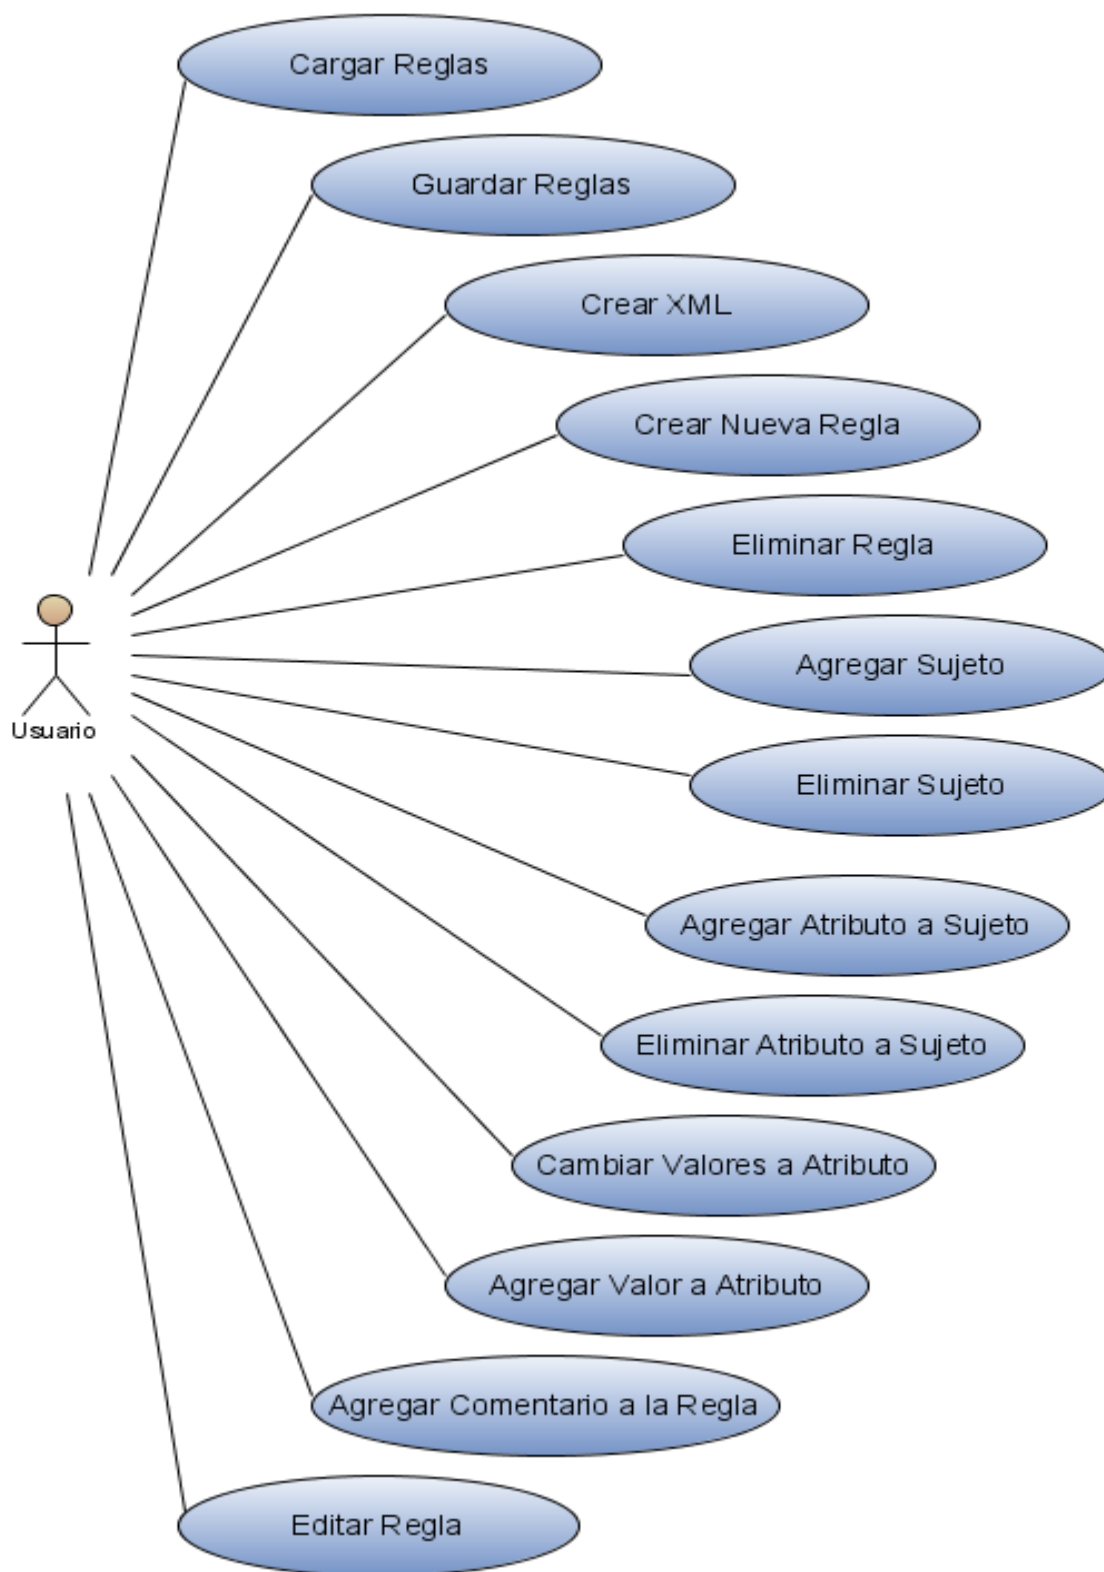 Cargar Reglas
Guardar Reglas
Crear XML
Crear Nueva Regla
Eliminar Regla
Agregar Sujeto
Usuario
Eliminar Sujeto
Agregar Atributo a Sujeto
Eliminar Atributo a Sujeto
Cambiar Valores a Atributo
Agregar Valor a Atributo
Agregar Comentario a la Regla
Editar Regla